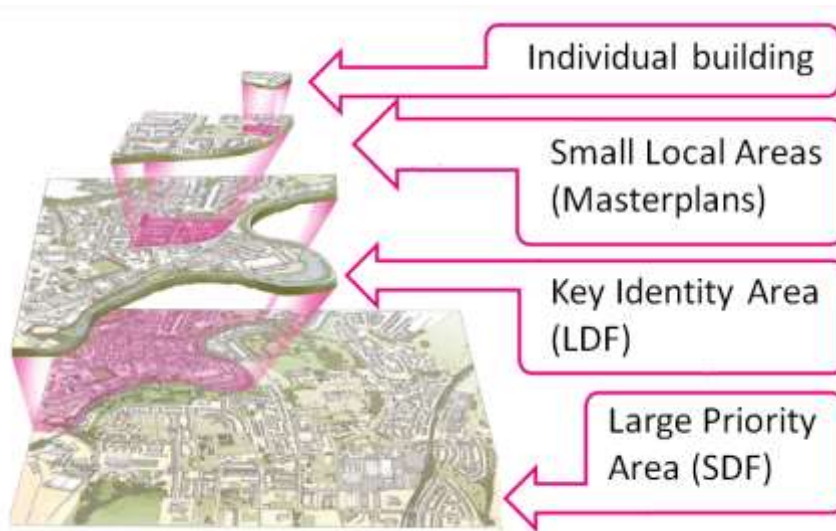 Individual building
Small Local Areas
(Masterplans)
Key Identity Area
(LDF)
Large Priority
Area (SDF)